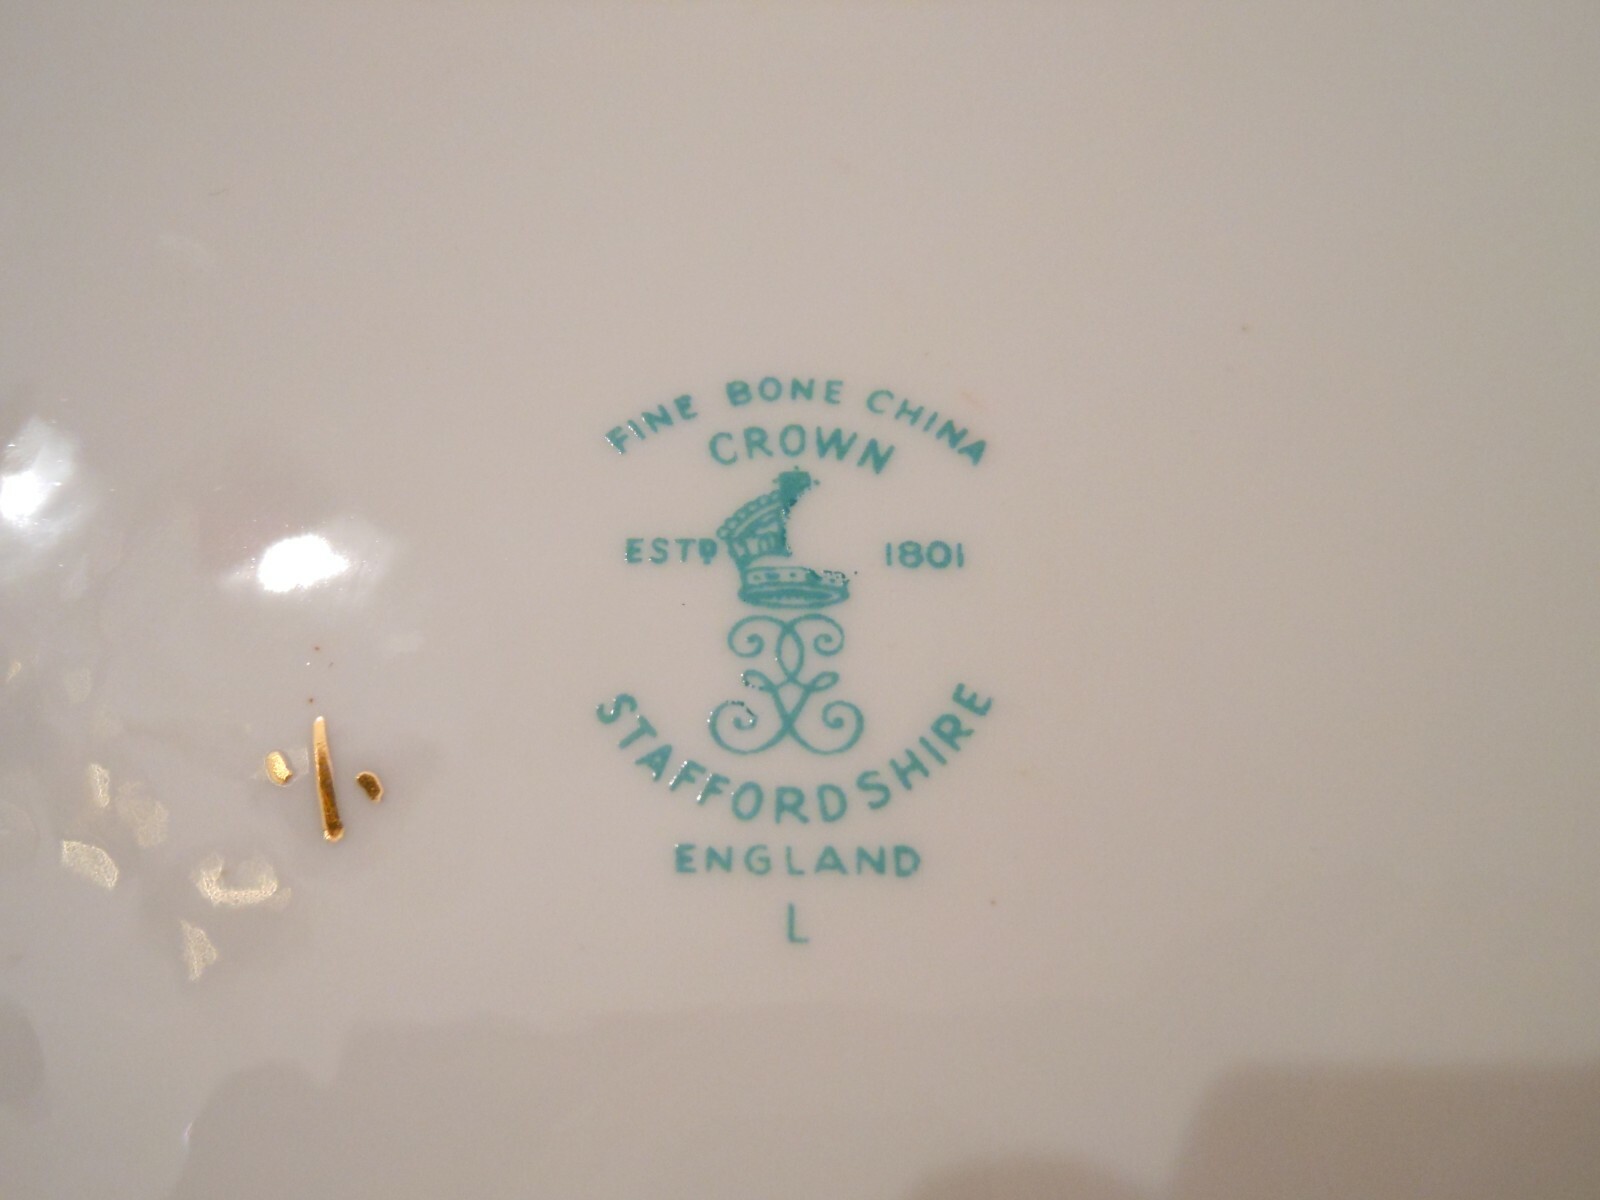 FINE BONE CHINA
CROWN
ESTD 1801
STAFFORDSHIRE
ENGLAND
L